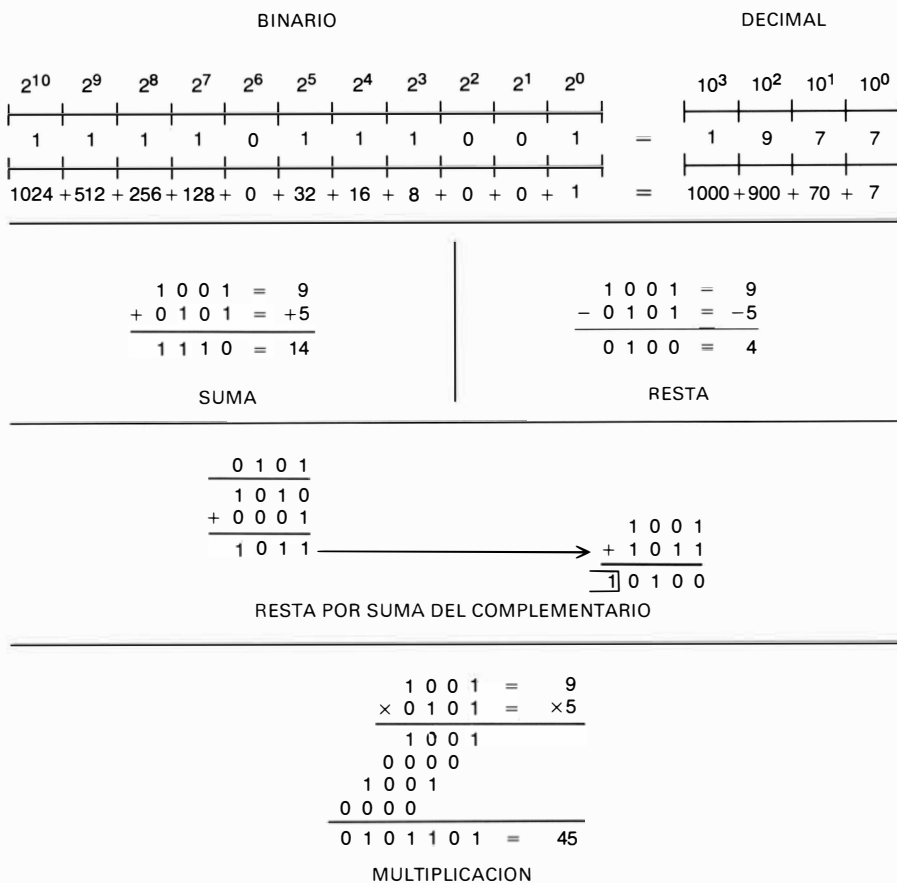 BINARIO DECIMAL
2¹⁰ 2⁹ 2⁸ 2⁷ 2⁶ 2⁵ 2⁴ 2³ 2² 2¹ 2⁰ 10³ 10² 10¹ 10⁰
1 1 1 1 0 1 1 1 0 0 1 = 1 9 7 7
1024 + 512 + 256 + 128 + 0 + 32 + 16 + 8 + 0 + 0 + 1 = 1000 + 900 + 70 + 7
1 0 0 1 = 9
+ 0 1 0 1 = +5
1 1 1 0 = 14
SUMA
1 0 0 1 = 9
− 0 1 0 1 = −5
0 1 0 0 = 4
RESTA
0 1 0 1
1 0 1 0
+ 0 0 0 1
1 0 1 1
1 0 0 1
+ 1 0 1 1
1 0 1 0 0
RESTA POR SUMA DEL COMPLEMENTARIO
1 0 0 1 = 9
× 0 1 0 1 = ×5
1 0 0 1
0 0 0 0
1 0 0 1
0 0 0 0
0 1 0 1 1 0 1 = 45
MULTIPLICACION